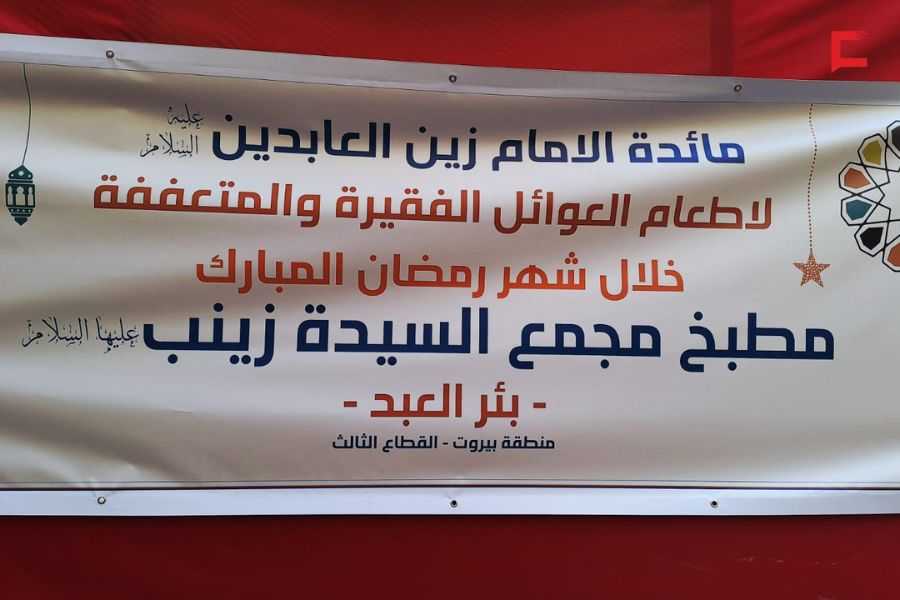 مائدة الامام زين العابدين عليه السلام
لاطعام العوائل الفقيرة والمتعففة
خلال شهر رمضان المبارك
مطبخ مجمع السيدة زينب عليها السلام
- بئر العبد -
منطقة بيروت - القطاع الثالث